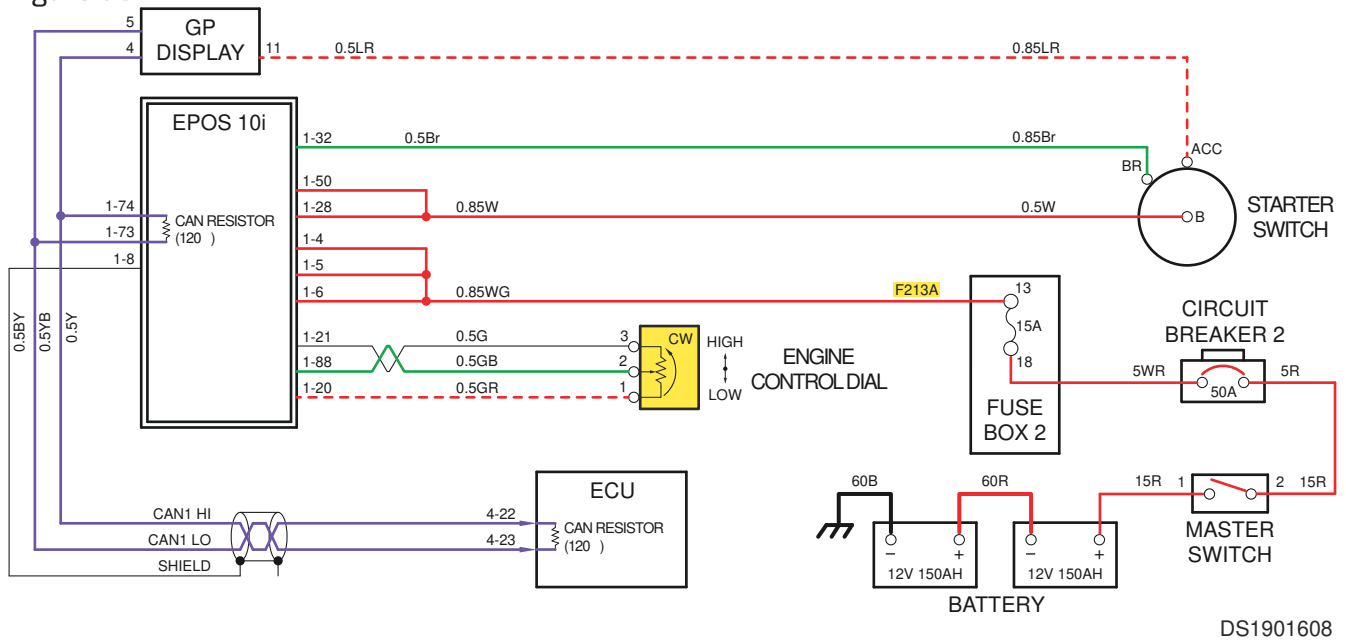 5
GP
DISPLAY
4
11
0.5LR
0.85LR
EPOS 10i
1-32
0.5Br
0.85Br
ACC
BR
1-50
1-28
0.85W
0.5W
B
STARTER
SWITCH
1-74
CAN RESISTOR
1-73
(120 )
1-8
1-4
1-5
1-6
0.85WG
F213A
13
15A
18
FUSE
BOX 2
CIRCUIT
BREAKER 2
5WR
5R
50A
0.5BY
0.5YB
0.5Y
1-21
0.5G
3
CW
HIGH
1-88
0.5GB
2
ENGINE
CONTROL DIAL
1-20
0.5GR
1
LOW
ECU
CAN1 HI
4-22
CAN RESISTOR
CAN1 LO
4-23
(120 )
SHIELD
60B
60R
15R
1
2
15R
MASTER
SWITCH
–
+
–
+
12V 150AH
12V 150AH
BATTERY
DS1901608